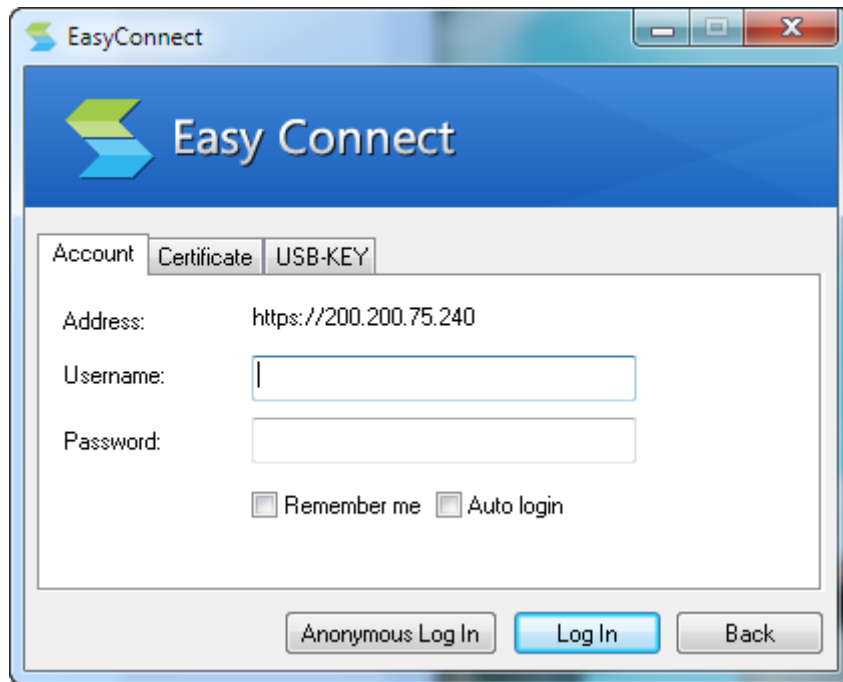 EasyConnect
Easy Connect
Account Certificate USB-KEY
Address: https://200.200.75.240
Username:
Password:
Remember me Auto login
Anonymous Log In Log In Back